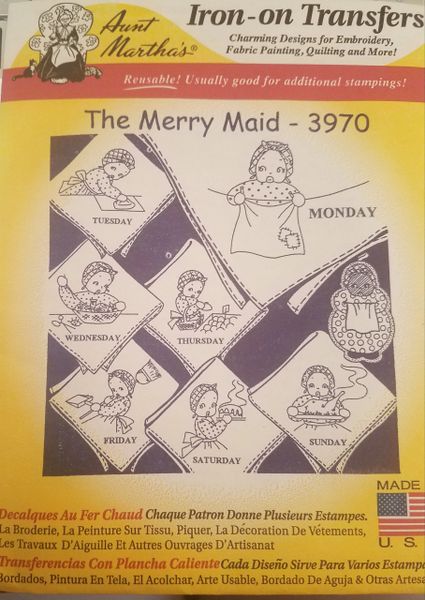 Aunt
Martha's®
Iron-on Transfers
Charming Designs for Embroidery,
Fabric Painting, Quilting and More!
Reusable! Usually good for additional stampings!
The Merry Maid - 3970
TUESDAY
MONDAY
WEDNESDAY
THURSDAY
FRIDAY
SATURDAY
SUNDAY
MADE
U. S.
Decalques Au Fer Chaud Chaque Patron Donne Plusieurs Estampes.
La Broderie, La Peinture Sur Tissu, Piquer, La Décoration De Vétements,
Les Travaux D'Aiguille Et Autres Ouvrages D'Artisanat
Transferencias Con Plancha Caliente Cada Diseño Sirve Para Varios Estampa
Bordados, Pintura En Tela, El Acolchar, Arte Usable, Bordado De Aguja & Otras Artesa